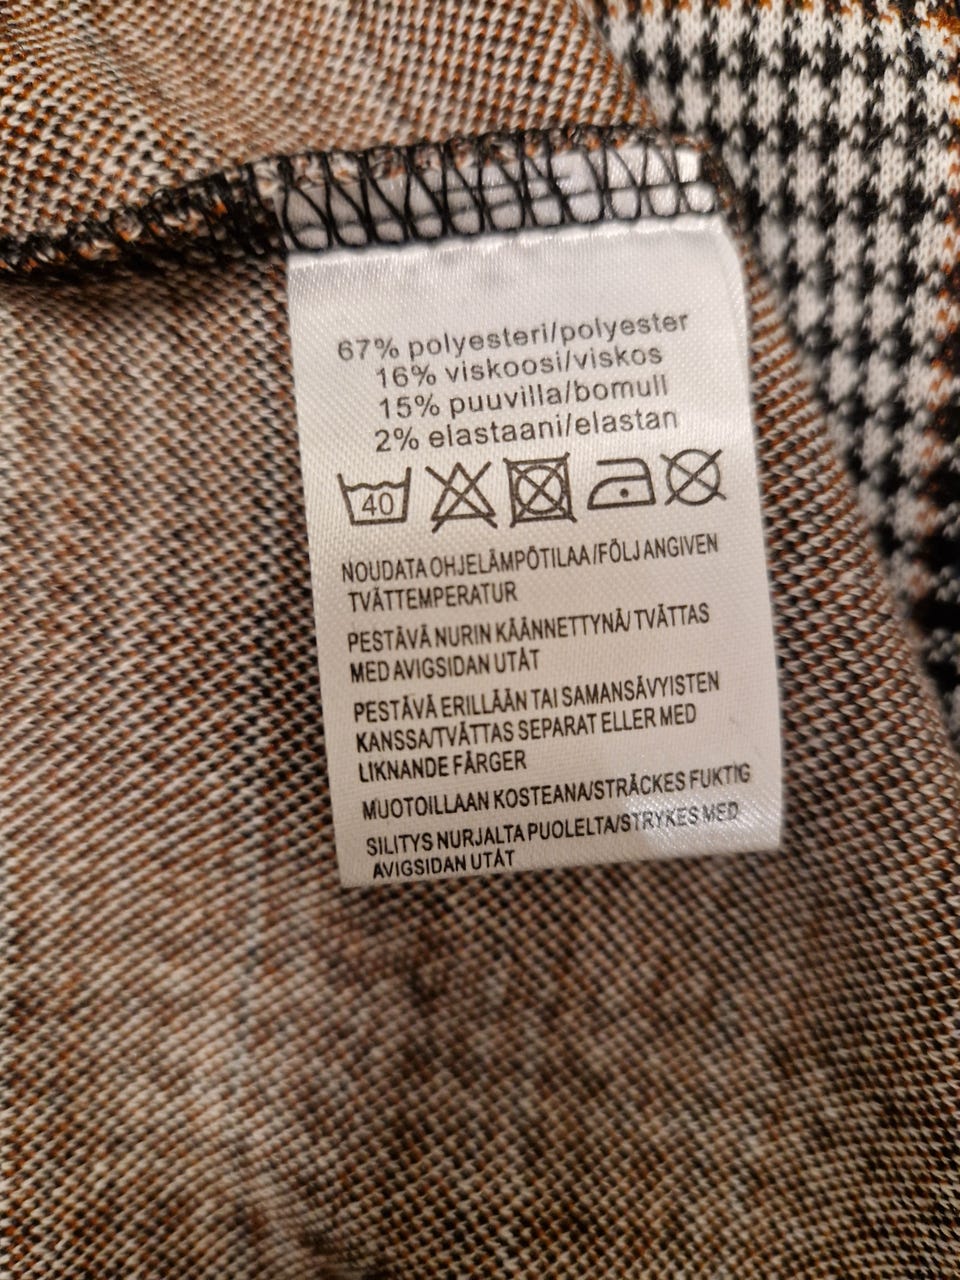 67% polyesteri/polyester
16% viskoosi/viskos
15% puuvilla/bomull
2% elastaani/elastan
40
NOUDATA OHJELÄMPÖTILAA/FÖLJ ANGIVEN
TVÄTTEMPERATUR
PESTÄVÄ NURIN KÄÄNNETTYNÄ/TVÄTTAS
MED AVIGSIDAN UTÅT
PESTÄVÄ ERILLÄÄN TAI SAMANSÄVYISTEN
KANSSA/TVÄTTAS SEPARAT ELLER MED
LIKNANDE FÄRGER
MUOTOILLAAN KOSTEANA/STRÄCKES FUKTIG
SILITYS NURJALTA PUOLELTA/STRYKES MED
AVIGSIDAN UTÅT